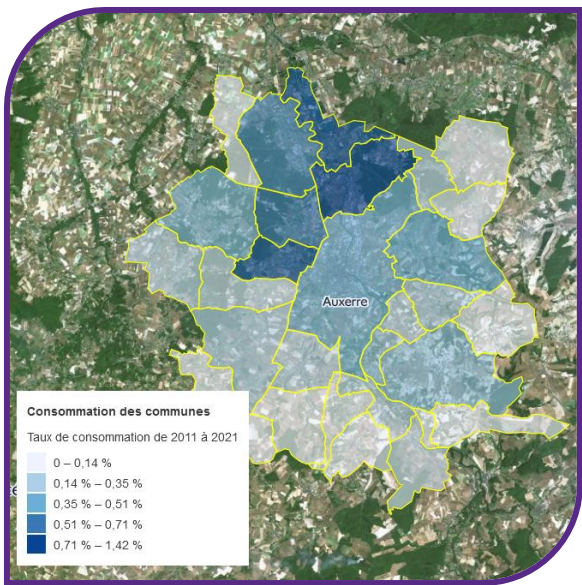 Auxerre
Consommation des communes
Taux de consommation de 2011 à 2021
0 – 0,14 %
0,14 % – 0,35 %
0,35 % – 0,51 %
0,51 % – 0,71 %
0,71 % – 1,42 %